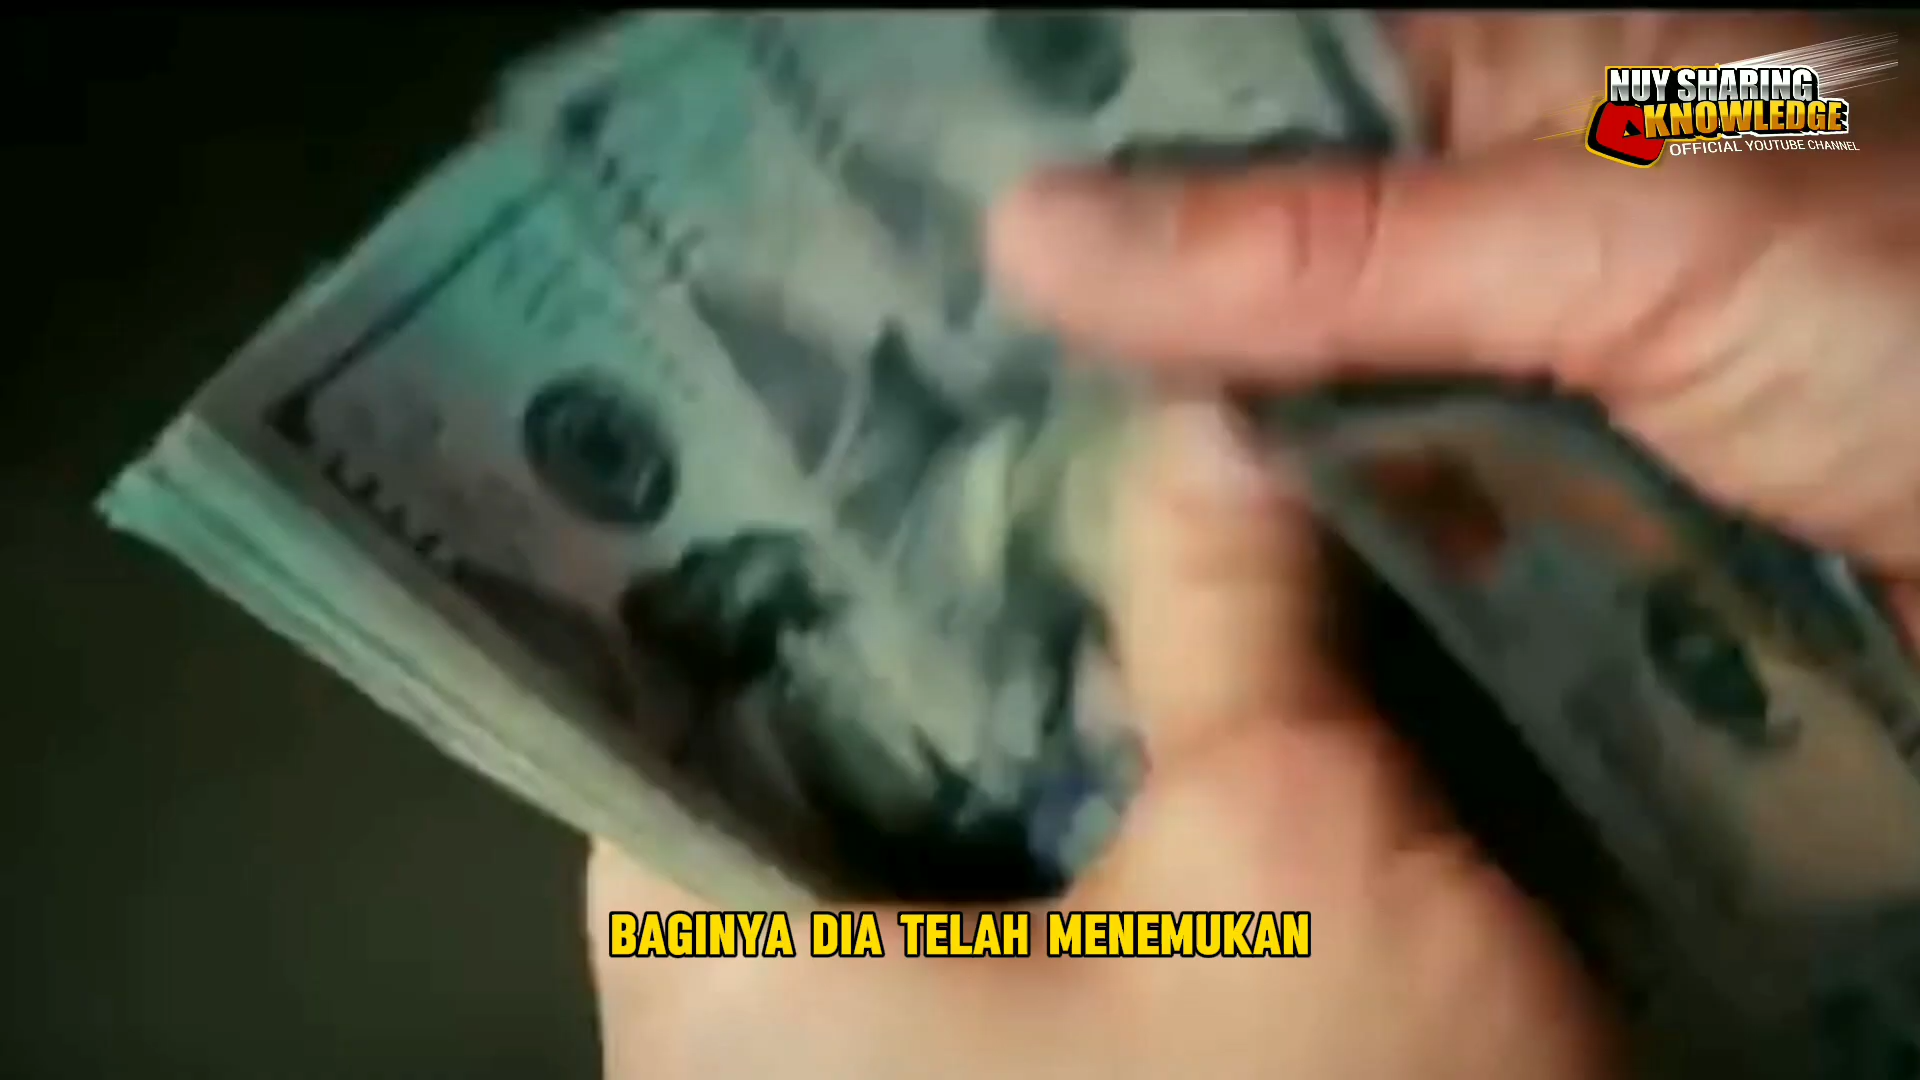 NUY SHARING
KNOWLEDGE
OFFICIAL YOUTUBE CHANNEL
BAGINYA DIA TELAH MENEMUKAN